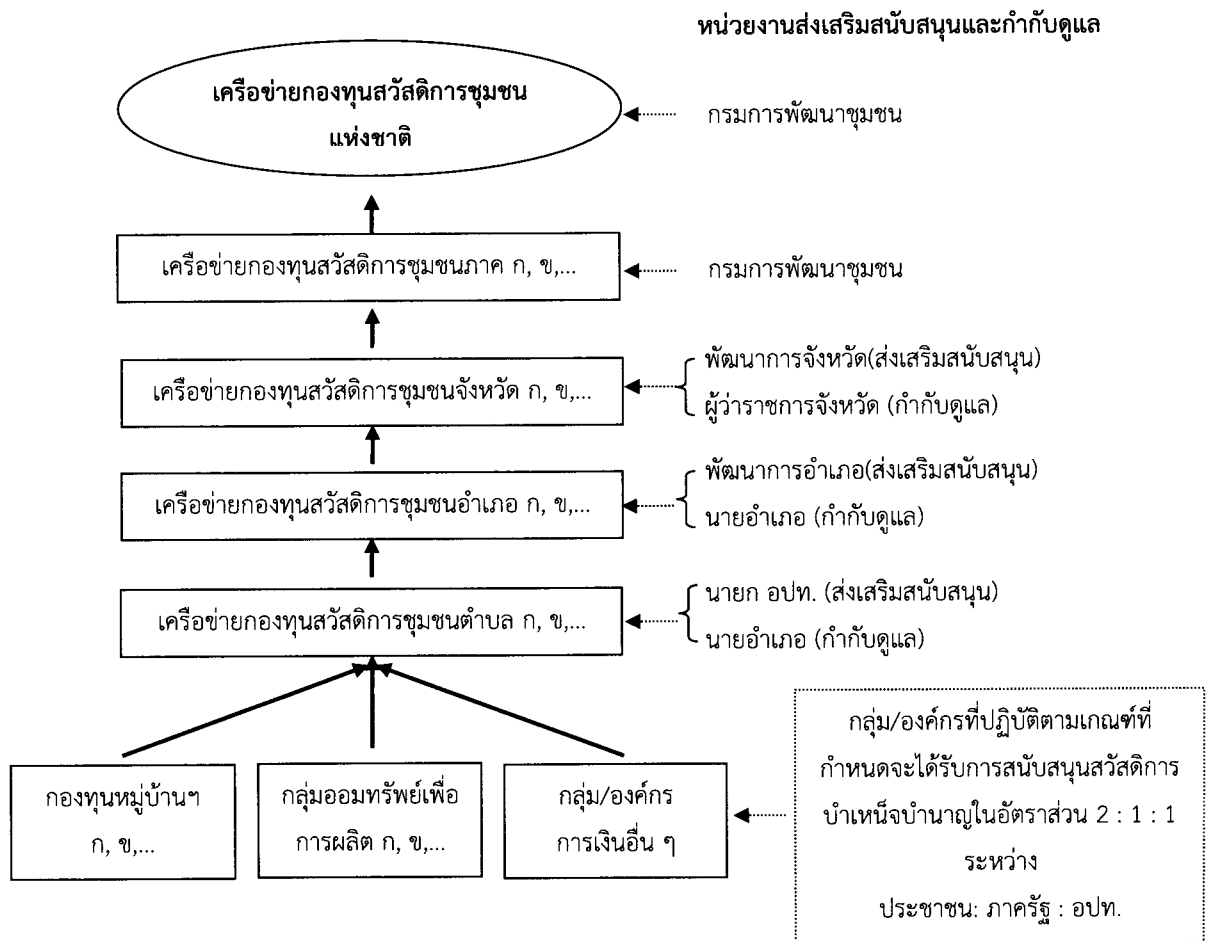 หน่วยงานส่งเสริมสนับสนุนและกำกับดูแล
เครือข่ายกองทุนสวัสดิการชุมชน
แห่งชาติ
กรมการพัฒนาชุมชน
เครือข่ายกองทุนสวัสดิการชุมชนภาค ก, ข,...
กรมการพัฒนาชุมชน
เครือข่ายกองทุนสวัสดิการชุมชนจังหวัด ก, ข,...
พัฒนาการจังหวัด(ส่งเสริมสนับสนุน)
ผู้ว่าราชการจังหวัด (กำกับดูแล)
เครือข่ายกองทุนสวัสดิการชุมชนอำเภอ ก, ข,...
พัฒนาการอำเภอ(ส่งเสริมสนับสนุน)
นายอำเภอ (กำกับดูแล)
เครือข่ายกองทุนสวัสดิการชุมชนตำบล ก, ข,...
นายก อปท. (ส่งเสริมสนับสนุน)
นายอำเภอ (กำกับดูแล)
กองทุนหมู่บ้านฯ
ก, ข,...
กลุ่มออมทรัพย์เพื่อ
การผลิต ก, ข,...
กลุ่ม/องค์กร
การเงินอื่น ๆ
กลุ่ม/องค์กรที่ปฏิบัติตามเกณฑ์ที่
กำหนดจะได้รับการสนับสนุนสวัสดิการ
บำเหน็จบำนาญในอัตราส่วน 2 : 1 : 1
ระหว่าง
ประชาชน: ภาครัฐ : อปท.